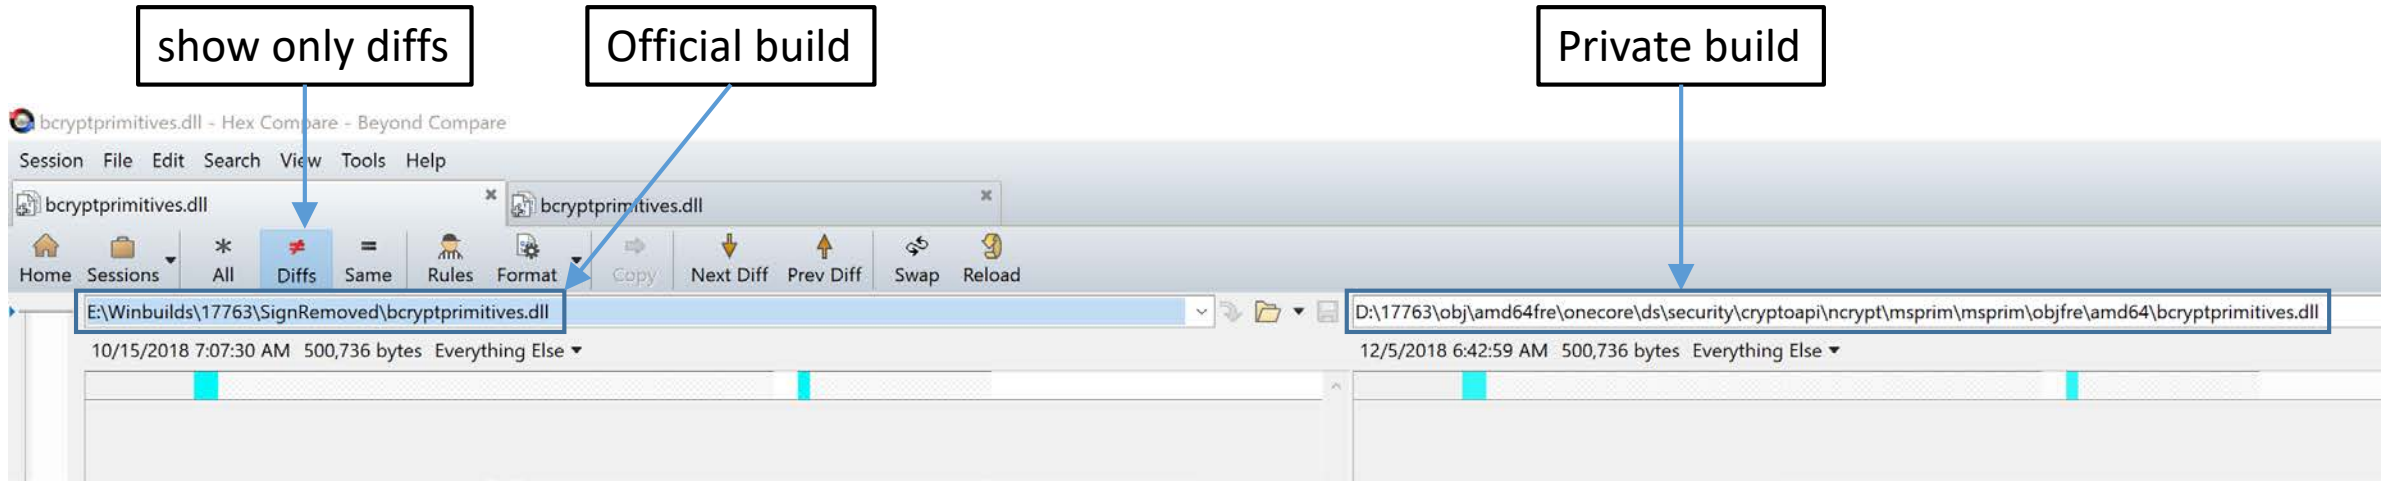 show only diffs
Official build
Private build
bcryptprimitives.dll - Hex Compare - Beyond Compare
Session File Edit Search View Tools Help
bcryptprimitives.dll
bcryptprimitives.dll
Home Sessions All Diffs Same Rules Format Copy Next Diff Prev Diff Swap Reload
E:\Winbuilds\17763\SignRemoved\bcryptprimitives.dll
D:\17763\obj\amd64fre\onecore\ds\security\cryptoapi\ncrypt\msprim\msprim\objfre\amd64\bcryptprimitives.dll
10/15/2018 7:07:30 AM 500,736 bytes Everything Else
12/5/2018 6:42:59 AM 500,736 bytes Everything Else